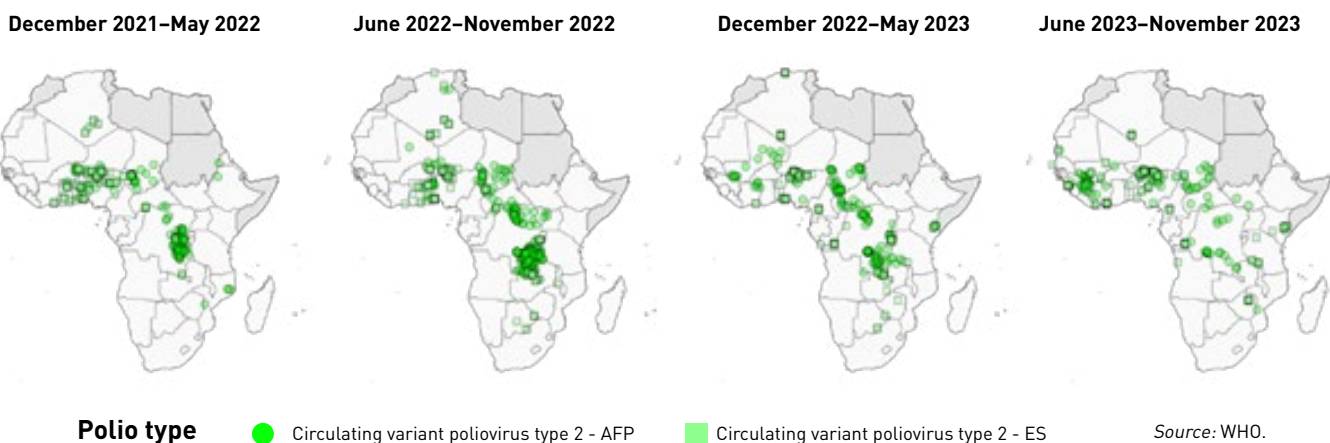 December 2021–May 2022
June 2022–November 2022
December 2022–May 2023
June 2023–November 2023
Polio type
Circulating variant poliovirus type 2 - AFP
Circulating variant poliovirus type 2 - ES
Source: WHO.